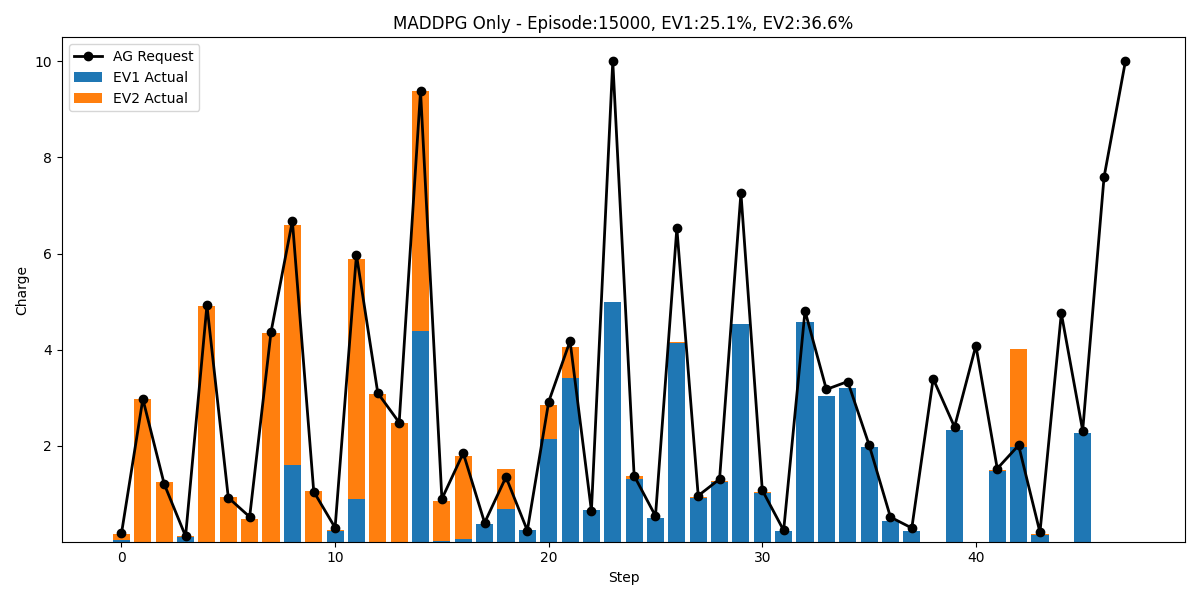 MADDPG Only - Episode:15000, EV1:25.1%, EV2:36.6%
AG Request
EV1 Actual
EV2 Actual
Charge
10
8
6
4
2
0
10
20
30
40
Step